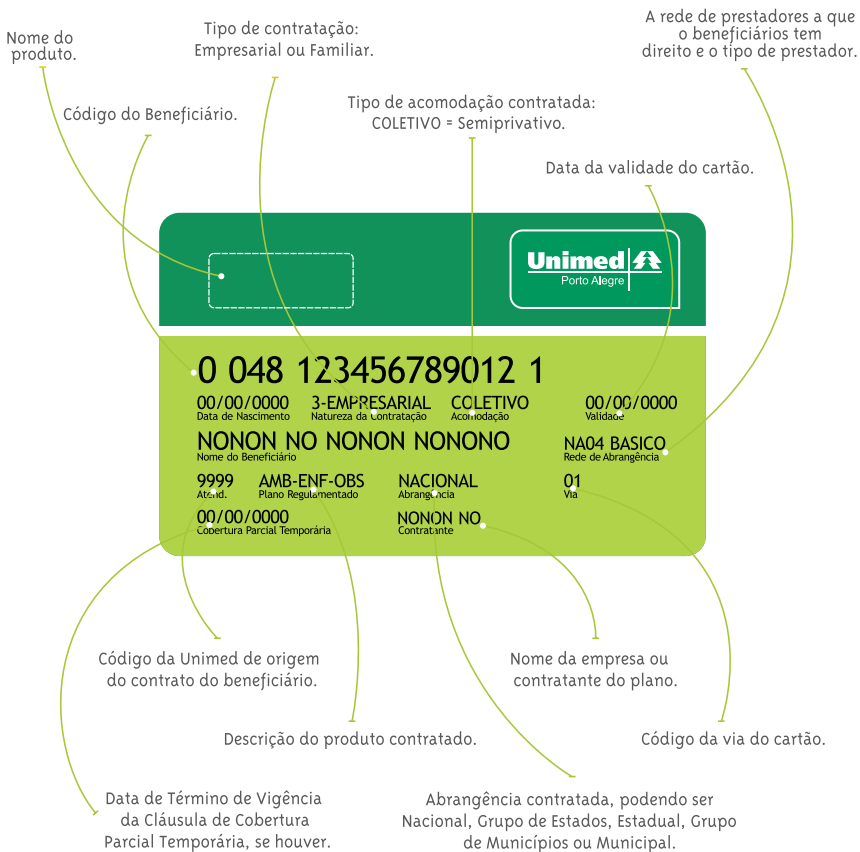 Nome do
produto.
Tipo de contratação:
Empresarial ou Familiar.
A rede de prestadores a que
o beneficiários tem
direito e o tipo de prestador.
Código do Beneficiário.
Tipo de acomodação contratada:
COLETIVO = Semiprivativo.
Data da validade do cartão.
Unimed
Porto Alegre
0 048 123456789012 1
00/00/0000 3-EMPRESARIAL COLETIVO 00/00/0000
Data de Nascimento Natureza da Contratação Acomodação Validade
NONON NO NONON NONONO NA04 BASICO
Nome do Beneficiário Rede de Abrangência
9999 AMB-ENF-OBS NACIONAL 01
Atend. Plano Regulamentado Abrangência Via
00/00/0000 NONON NO
Cobertura Parcial Temporária Contratante
Código da Unimed de origem
do contrato do beneficiário.
Nome da empresa ou
contratante do plano.
Descrição do produto contratado.
Código da via do cartão.
Data de Término de Vigência
da Cláusula de Cobertura
Parcial Temporária, se houver.
Abrangência contratada, podendo ser
Nacional, Grupo de Estados, Estadual, Grupo
de Municípios ou Municipal.